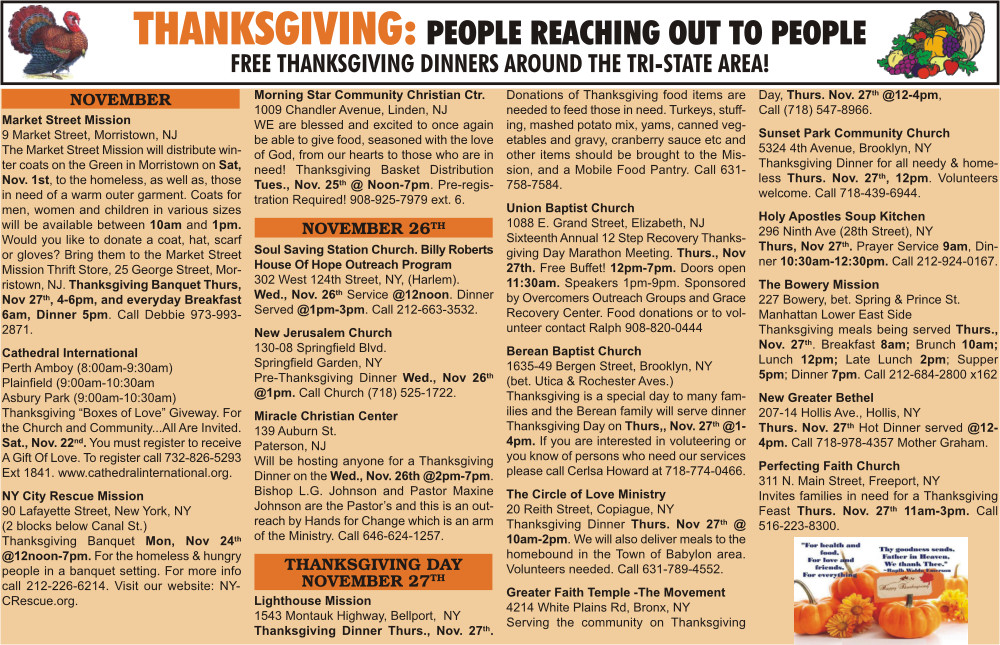 THANKSGIVING: PEOPLE REACHING OUT TO PEOPLE
FREE THANKSGIVING DINNERS AROUND THE TRI-STATE AREA!
NOVEMBER
Market Street Mission
9 Market Street, Morristown, NJ
The Market Street Mission will distribute win-
ter coats on the Green in Morristown on Sat,
Nov. 1st, to the homeless, as well as, those
in need of a warm outer garment. Coats for
men, women and children in various sizes
will be available between 10am and 1pm.
Would you like to donate a coat, hat, scarf
or gloves? Bring them to the Market Street
Mission Thrift Store, 25 George Street, Mor-
ristown, NJ. Thanksgiving Banquet Thurs,
Nov 27th, 4-6pm, and everyday Breakfast
6am, Dinner 5pm. Call Debbie 973-993-
2871.
Cathedral International
Perth Amboy (8:00am-9:30am)
Plainfield (9:00am-10:30am
Asbury Park (9:00am-10:30am)
Thanksgiving “Boxes of Love” Giveway. For
the Church and Community...All Are Invited.
Sat., Nov. 22nd. You must register to receive
A Gift Of Love. To register call 732-826-5293
Ext 1841. www.cathedralinternational.org.
NY City Rescue Mission
90 Lafayette Street, New York, NY
(2 blocks below Canal St.)
Thanksgiving Banquet Mon, Nov 24th
@12noon-7pm. For the homeless & hungry
people in a banquet setting. For more info
call 212-226-6214. Visit our website: NY-
CRescue.org.
Morning Star Community Christian Ctr.
1009 Chandler Avenue, Linden, NJ
WE are blessed and excited to once again
be able to give food, seasoned with the love
of God, from our hearts to those who are in
need! Thanksgiving Basket Distribution
Tues., Nov. 25th @ Noon-7pm. Pre-regis-
tration Required! 908-925-7979 ext. 6.
NOVEMBER 26TH
Soul Saving Station Church. Billy Roberts
House Of Hope Outreach Program
302 West 124th Street, NY, (Harlem).
Wed., Nov. 26th Service @12noon. Dinner
Served @1pm-3pm. Call 212-663-3532.
New Jerusalem Church
130-08 Springfield Blvd.
Springfield Garden, NY
Pre-Thanksgiving Dinner Wed., Nov 26th
@1pm. Call Church (718) 525-1722.
Miracle Christian Center
139 Auburn St.
Paterson, NJ
Will be hosting anyone for a Thanksgiving
Dinner on the Wed., Nov. 26th @2pm-7pm.
Bishop L.G. Johnson and Pastor Maxine
Johnson are the Pastor’s and this is an out-
reach by Hands for Change which is an arm
of the Ministry. Call 646-624-1257.
THANKSGIVING DAY
NOVEMBER 27TH
Lighthouse Mission
1543 Montauk Highway, Bellport, NY
Thanksgiving Dinner Thurs., Nov. 27th.
Donations of Thanksgiving food items are
needed to feed those in need. Turkeys, stuff-
ing, mashed potato mix, yams, canned veg-
etables and gravy, cranberry sauce etc and
other items should be brought to the Mis-
sion, and a Mobile Food Pantry. Call 631-
758-7584.
Union Baptist Church
1088 E. Grand Street, Elizabeth, NJ
Sixteenth Annual 12 Step Recovery Thanks-
giving Day Marathon Meeting. Thurs., Nov
27th. Free Buffet! 12pm-7pm. Doors open
11:30am. Speakers 1pm-9pm. Sponsored
by Overcomers Outreach Groups and Grace
Recovery Center. Food donations or to vol-
unteer contact Ralph 908-820-0444
Berean Baptist Church
1635-49 Bergen Street, Brooklyn, NY
(bet. Utica & Rochester Aves.)
Thanksgiving is a special day to many fam-
ilies and the Berean family will serve dinner
Thanksgiving Day on Thurs,, Nov. 27th @1-
4pm. If you are interested in voluteering or
you know of persons who need our services
please call Cerlsa Howard at 718-774-0466.
The Circle of Love Ministry
20 Reith Street, Copiague, NY
Thanksgiving Dinner Thurs. Nov 27th @
10am-2pm. We will also deliver meals to the
homebound in the Town of Babylon area.
Volunteers needed. Call 631-789-4552.
Greater Faith Temple -The Movement
4214 White Plains Rd, Bronx, NY
Serving the community on Thanksgiving
Day, Thurs. Nov. 27th @12-4pm,
Call (718) 547-8966.
Sunset Park Community Church
5324 4th Avenue, Brooklyn, NY
Thanksgiving Dinner for all needy & home-
less Thurs. Nov. 27th, 12pm. Volunteers
welcome. Call 718-439-6944.
Holy Apostles Soup Kitchen
296 Ninth Ave (28th Street), NY
Thurs, Nov 27th. Prayer Service 9am, Din-
ner 10:30am-12:30pm. Call 212-924-0167.
The Bowery Mission
227 Bowery, bet. Spring & Prince St.
Manhattan Lower East Side
Thanksgiving meals being served Thurs.,
Nov. 27th. Breakfast 8am; Brunch 10am;
Lunch 12pm; Late Lunch 2pm; Supper
5pm; Dinner 7pm. Call 212-684-2800 x162
New Greater Bethel
207-14 Hollis Ave., Hollis, NY
Thurs. Nov. 27th Hot Dinner served @12-
4pm. Call 718-978-4357 Mother Graham.
Perfecting Faith Church
311 N. Main Street, Freeport, NY
Invites families in need for a Thanksgiving
Feast Thurs. Nov. 27th 11am-3pm. Call
516-223-8300.
"For health and
food,
For love and
friends,
For everything
Thy goodness sends,
Father in Heaven,
We thank Thee."
~Ralph Waldo Emerson
Happy Thanksgiving